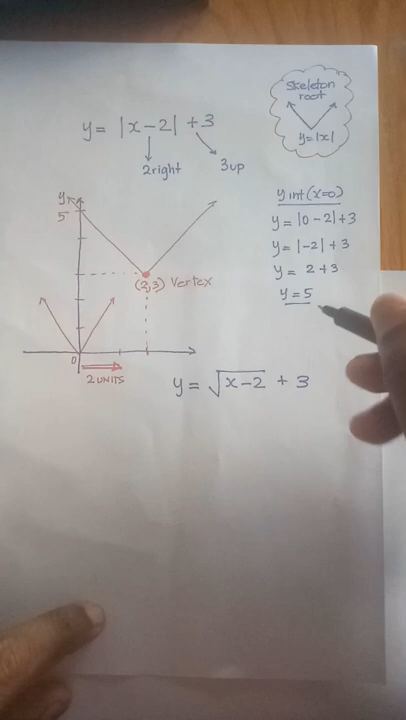 Skeleton
root
y=|x|
y = |x-2| + 3
2right
3up
y
5
(2,3) Vertex
0
2 UNITS
y int (x=0)
y = |0-2|+3
y = |-2| + 3
y = 2+3
y = 5
y = √x-2 + 3